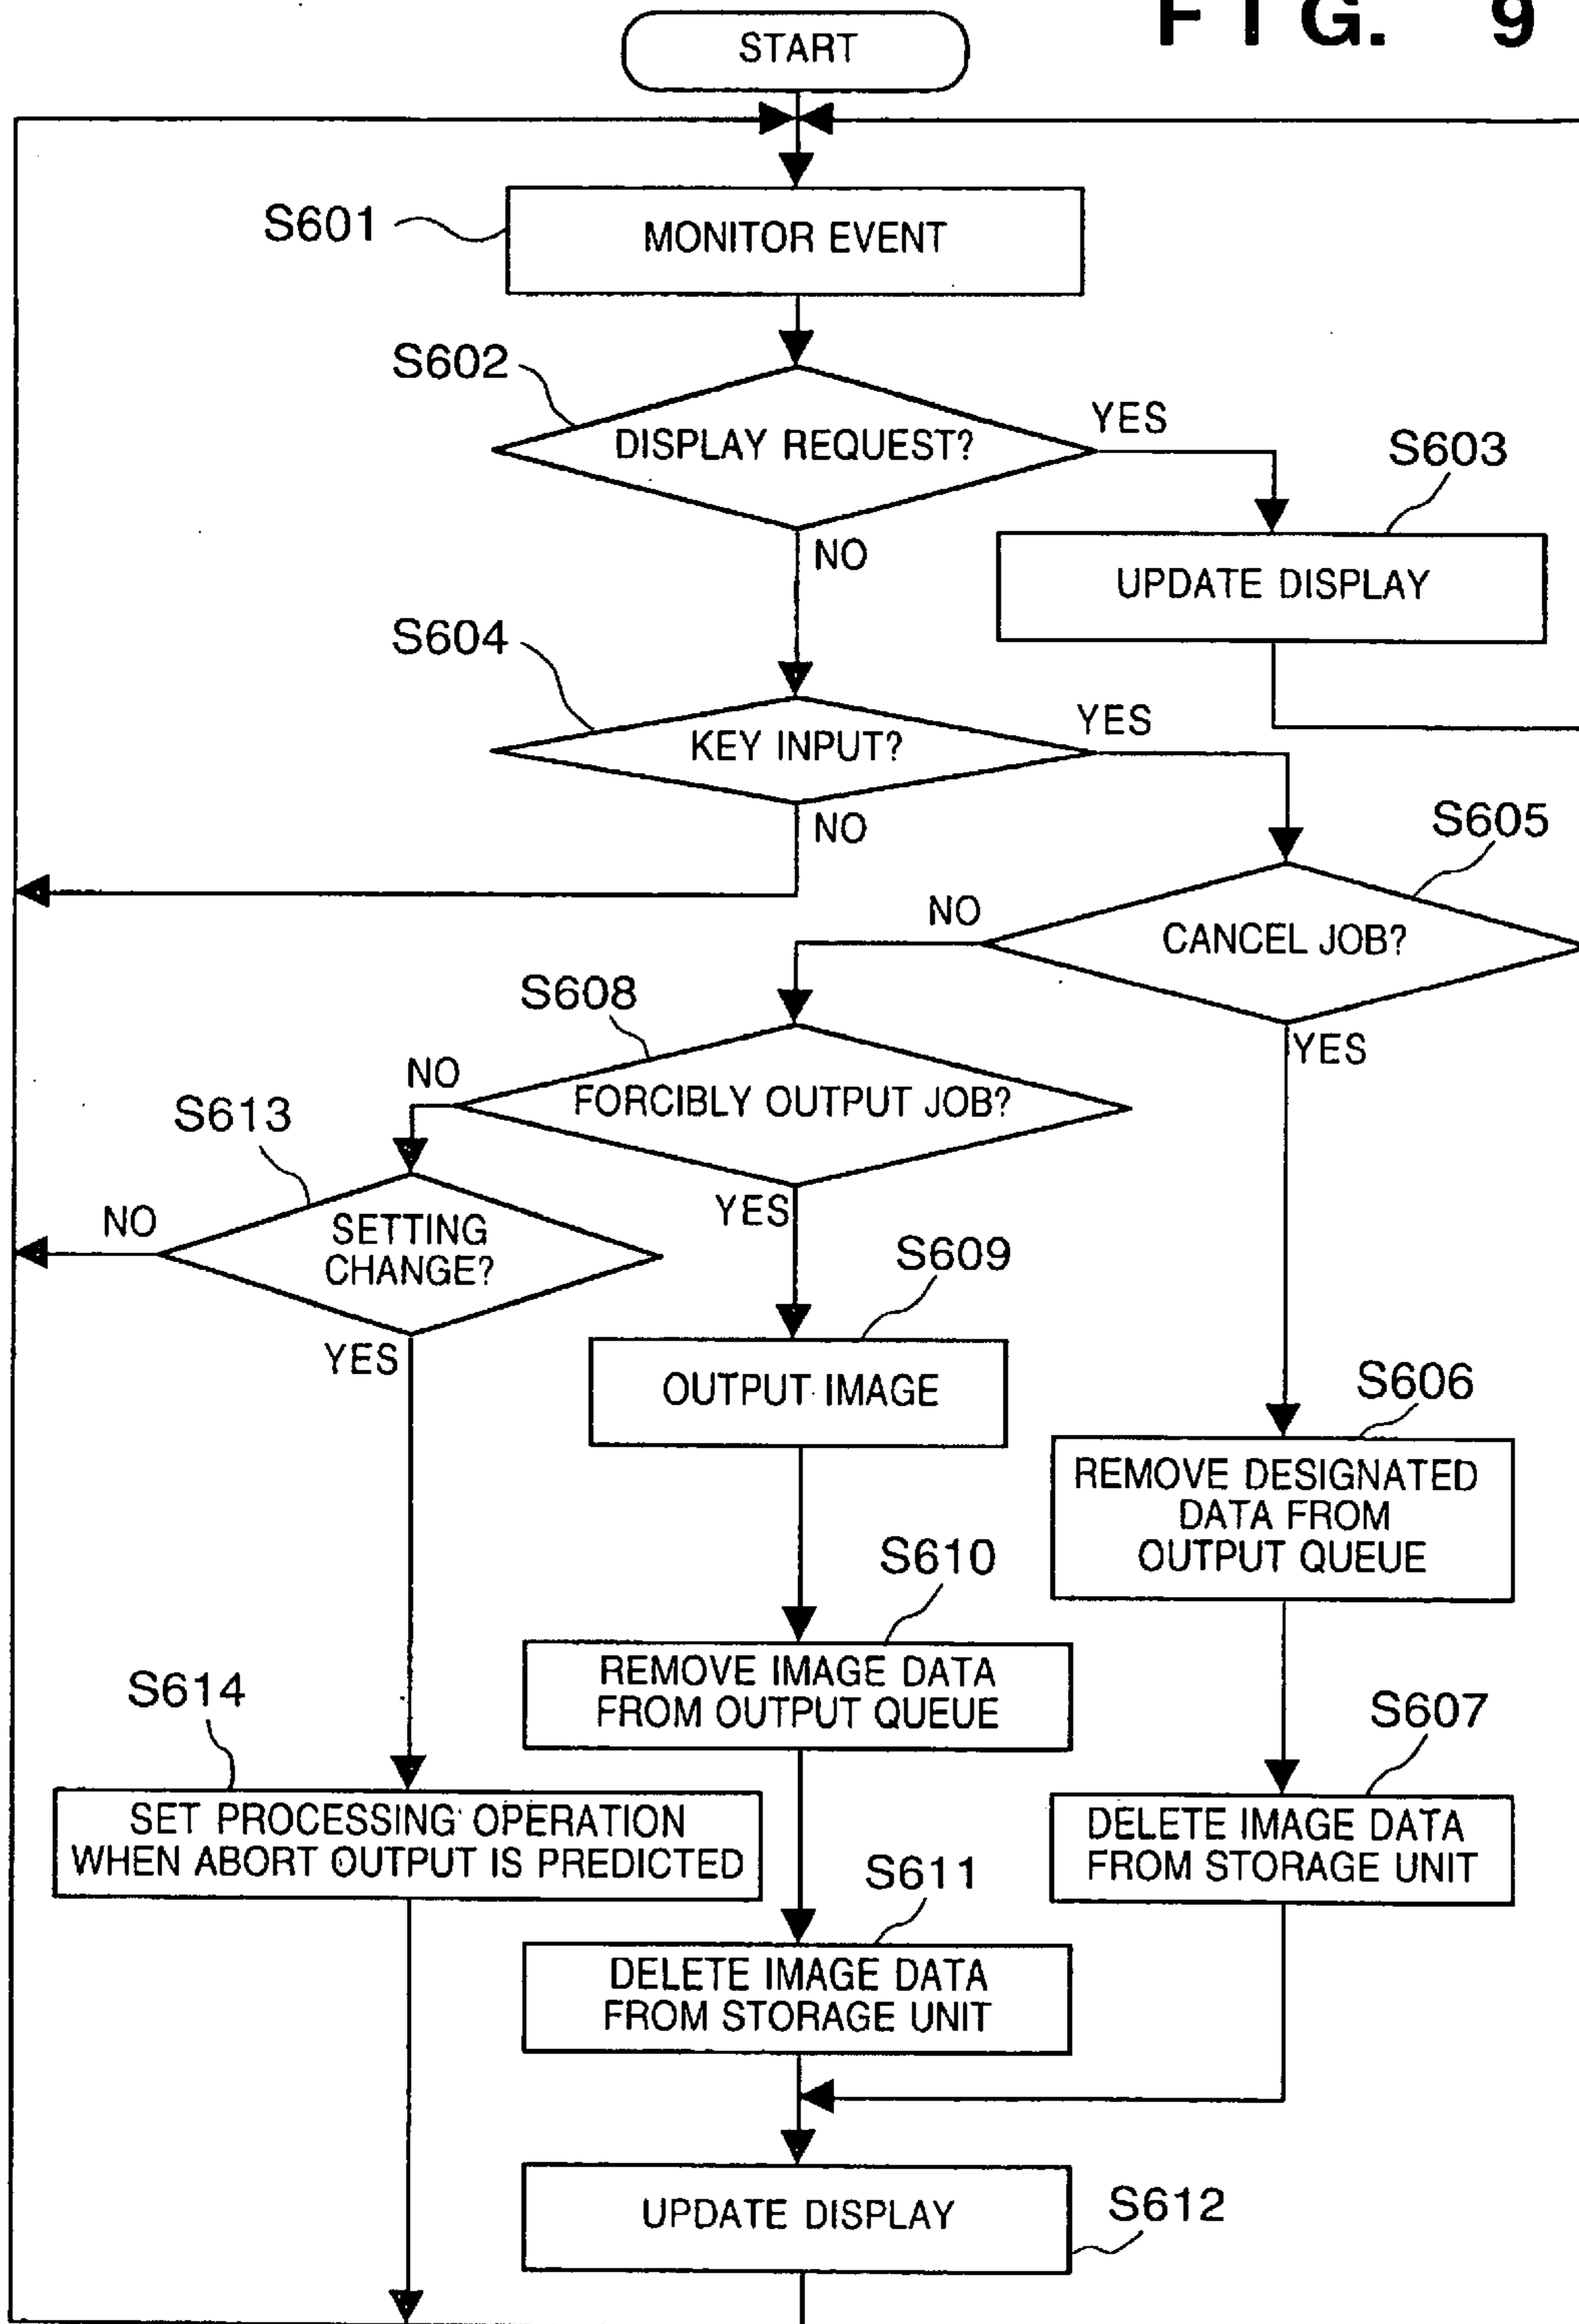 FIG. 9
START
S601
MONITOR EVENT
S602
DISPLAY REQUEST?
YES
S603
NO
UPDATE DISPLAY
S604
KEY INPUT?
YES
NO
S605
CANCEL JOB?
NO
YES
S608
FORCIBLY OUTPUT JOB?
NO
S613
YES
SETTING
CHANGE?
NO
YES
S609
OUTPUT IMAGE
S606
REMOVE DESIGNATED
DATA FROM
OUTPUT QUEUE
S610
REMOVE IMAGE DATA
FROM OUTPUT QUEUE
S614
SET PROCESSING OPERATION
WHEN ABORT OUTPUT IS PREDICTED
S607
DELETE IMAGE DATA
FROM STORAGE UNIT
S611
DELETE IMAGE DATA
FROM STORAGE UNIT
UPDATE DISPLAY
S612